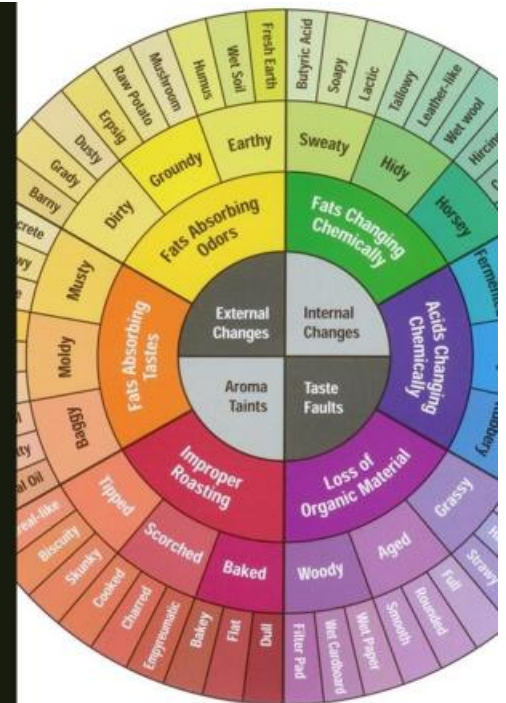 External
Changes
Internal
Changes
Aroma
Taints
Taste
Faults
Fats Absorbing
Odors
Fats Changing
Chemically
Acids Changing
Chemically
Loss of
Organic Material
Improper
Roasting
Fats Absorbing
Tastes
Dirty
Groundy
Earthy
Sweaty
Hidy
Horsey
Grassy
Aged
Woody
Baked
Scorched
Tipped
Baggy
Moldy
Musty
Barny
Grady
Dusty
Erpsig
Raw Potato
Mushroom
Humus
Wet Soil
Fresh Earth
Butyric Acid
Soapy
Lactic
Tallowy
Leather-like
Wet wool
Strawy
Full
Rounded
Smooth
Wet Paper
Wet Cardboard
Filter Pad
Dull
Flat
Bakey
Empyreumatic
Charred
Cooked
Skunky
Biscuity